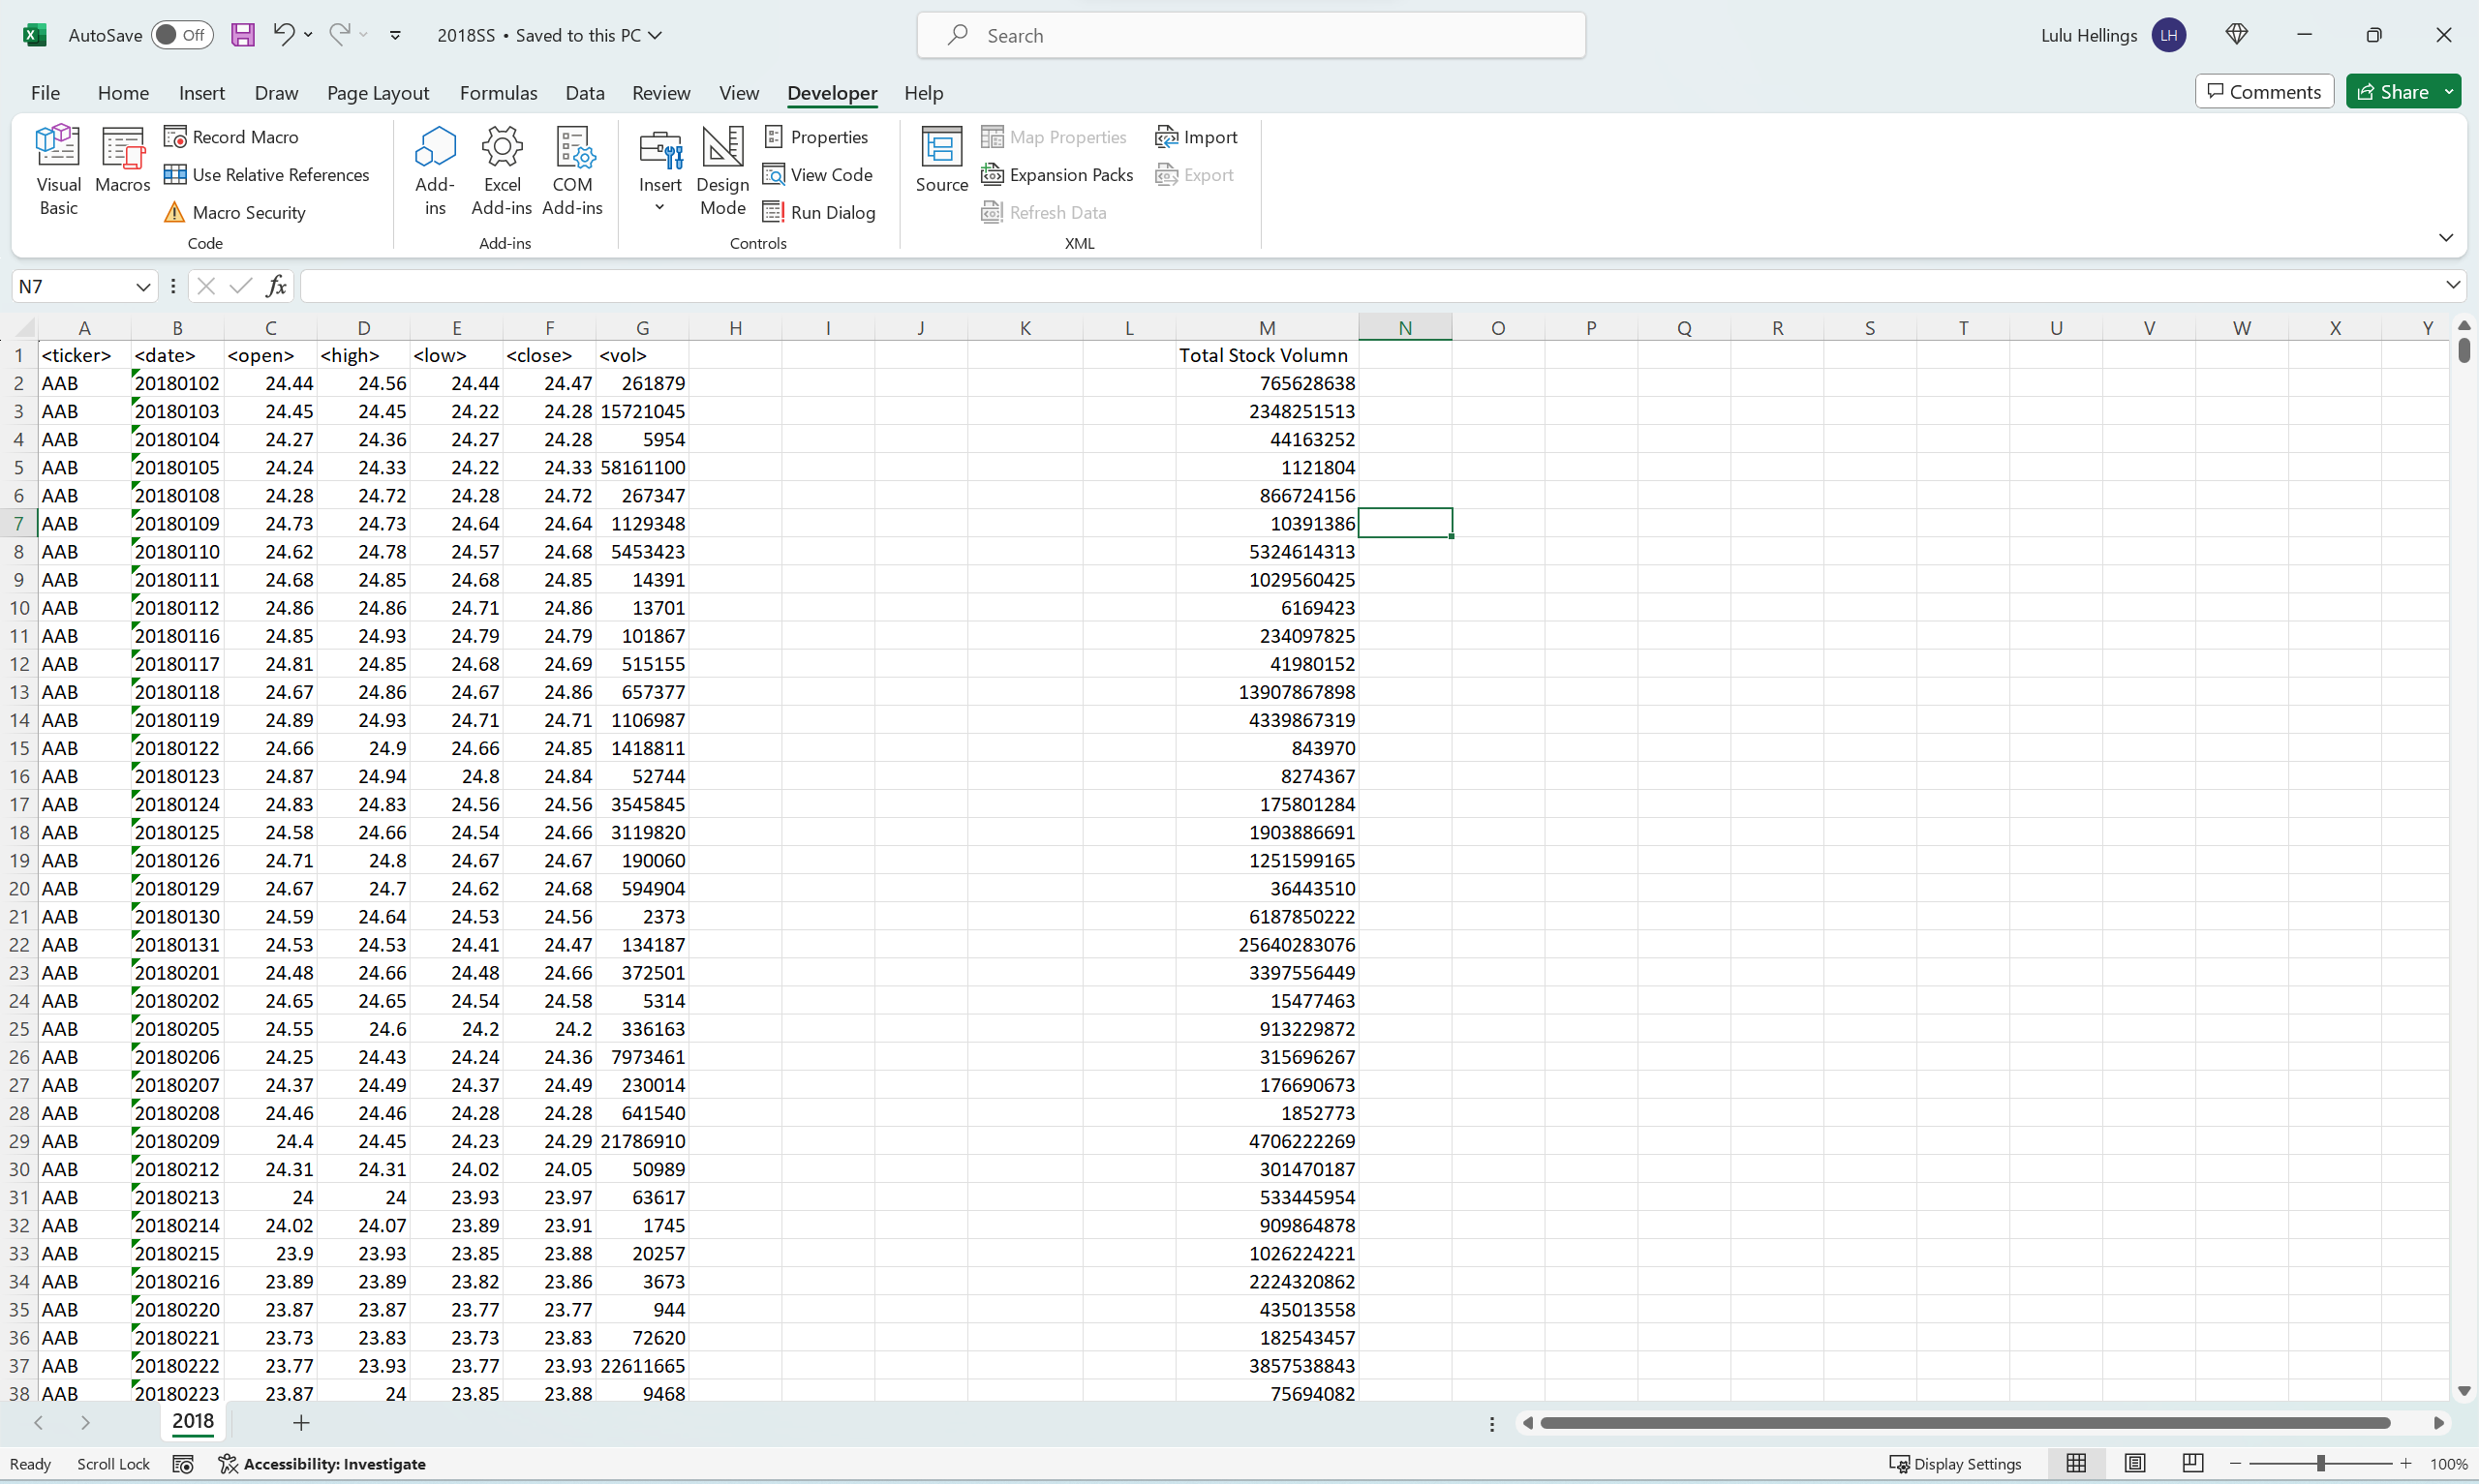 AutoSave Off 2018SS • Saved to this PC Search Lulu Hellings LH
File Home Insert Draw Page Layout Formulas Data Review View Developer Help Comments Share
Visual Basic
Macros
Record Macro
Use Relative References
Macro Security
Code
Add-ins
Excel Add-ins
COM Add-ins
Add-ins
Insert
Design Mode
Properties
View Code
Run Dialog
Controls
Source
Map Properties
Expansion Packs
Refresh Data
Import
Export
XML
N7 fx
A B C D E F G H I J K L M N O P Q R S T U V W X Y
1 <ticker> <date> <open> <high> <low> <close> <vol> Total Stock Volumn
2 AAB 20180102 24.44 24.56 24.44 24.47 261879 765628638
3 AAB 20180103 24.45 24.45 24.22 24.28 15721045 2348251513
4 AAB 20180104 24.27 24.36 24.27 24.28 5954 44163252
5 AAB 20180105 24.24 24.33 24.22 24.33 58161100 1121804
6 AAB 20180108 24.28 24.72 24.28 24.72 267347 866724156
7 AAB 20180109 24.73 24.73 24.64 24.64 1129348 10391386
8 AAB 20180110 24.62 24.78 24.57 24.68 5453423 5324614313
9 AAB 20180111 24.68 24.85 24.68 24.85 14391 1029560425
10 AAB 20180112 24.86 24.86 24.71 24.86 13701 6169423
11 AAB 20180116 24.85 24.93 24.79 24.79 101867 234097825
12 AAB 20180117 24.81 24.85 24.68 24.69 515155 41980152
13 AAB 20180118 24.67 24.86 24.67 24.86 657377 13907867898
14 AAB 20180119 24.89 24.93 24.71 24.71 1106987 4339867319
15 AAB 20180122 24.66 24.9 24.66 24.85 1418811 843970
16 AAB 20180123 24.87 24.94 24.8 24.84 52744 8274367
17 AAB 20180124 24.83 24.83 24.56 24.56 3545845 175801284
18 AAB 20180125 24.58 24.66 24.54 24.66 3119820 1903886691
19 AAB 20180126 24.71 24.8 24.67 24.67 190060 1251599165
20 AAB 20180129 24.67 24.7 24.62 24.68 594904 36443510
21 AAB 20180130 24.59 24.64 24.53 24.56 2373 6187850222
22 AAB 20180131 24.53 24.53 24.41 24.47 134187 25640283076
23 AAB 20180201 24.48 24.66 24.48 24.66 372501 3397556449
24 AAB 20180202 24.65 24.65 24.54 24.58 5314 15477463
25 AAB 20180205 24.55 24.6 24.2 24.2 336163 913229872
26 AAB 20180206 24.25 24.43 24.24 24.36 7973461 315696267
27 AAB 20180207 24.37 24.49 24.37 24.49 230014 176690673
28 AAB 20180208 24.46 24.46 24.28 24.28 641540 1852773
29 AAB 20180209 24.4 24.45 24.23 24.29 21786910 4706222269
30 AAB 20180212 24.31 24.31 24.02 24.05 50989 301470187
31 AAB 20180213 24 24 23.93 23.97 63617 533445954
32 AAB 20180214 24.02 24.07 23.89 23.91 1745 909864878
33 AAB 20180215 23.9 23.93 23.85 23.88 20257 1026224221
34 AAB 20180216 23.89 23.89 23.82 23.86 3673 2224320862
35 AAB 20180220 23.87 23.87 23.77 23.77 944 435013558
36 AAB 20180221 23.73 23.83 23.73 23.83 72620 182543457
37 AAB 20180222 23.77 23.93 23.77 23.93 22611665 3857538843
38 AAB 20180223 23.87 24 23.85 23.88 9468 75694082
2018
Ready Scroll Lock Accessibility: Investigate Display Settings 100%